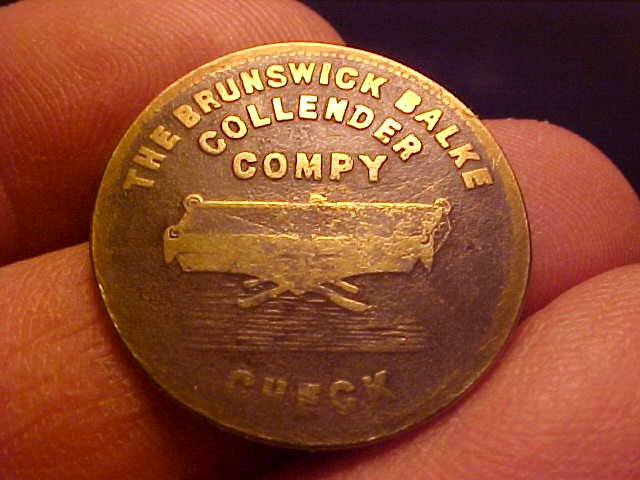 THE BRUNSWICK BALKE
COLLENDER
COMPY
CHECK